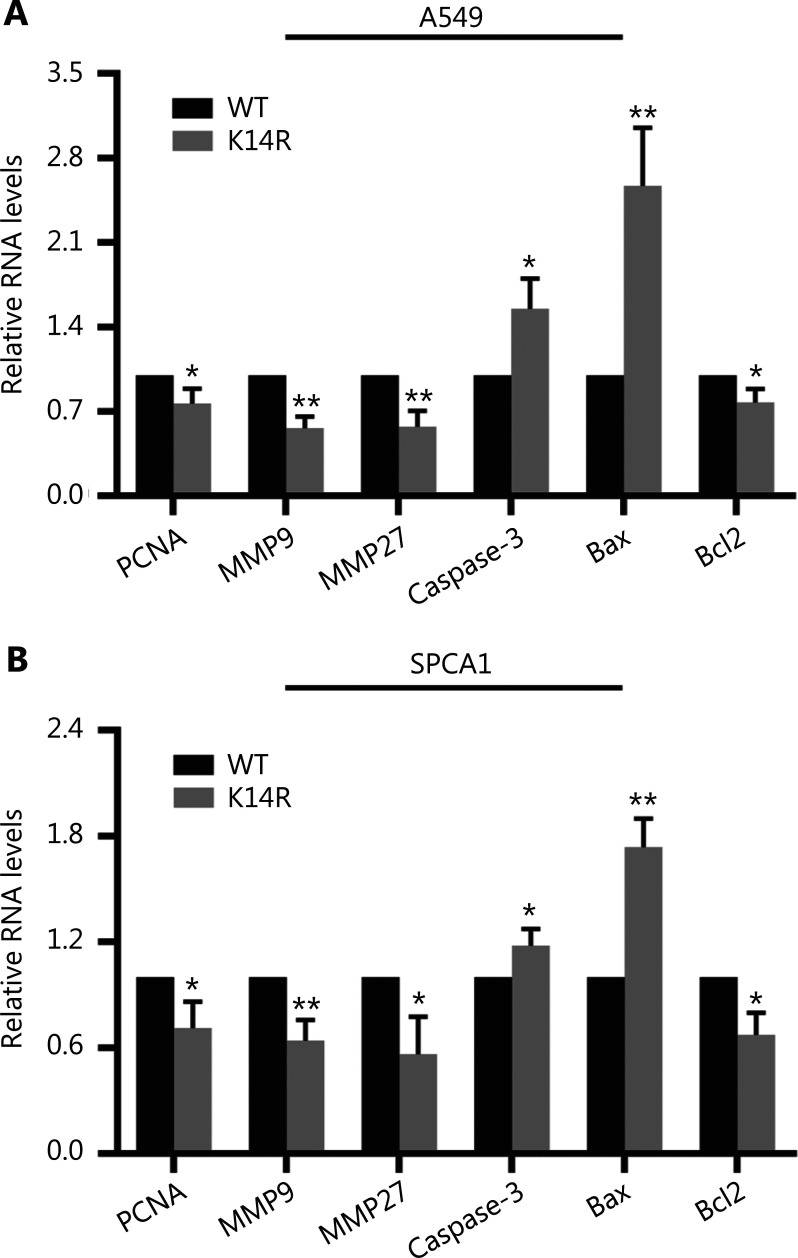 A
A549
3.5
2.8
2.1
1.4
0.7
0.0
Relative RNA levels
WT
K14R
*
**
**
*
**
*
PCNA
MMP9
MMP27
Caspase-3
Bax
Bcl2
B
SPCA1
2.4
1.8
1.2
0.6
0.0
Relative RNA levels
WT
K14R
*
**
*
*
**
*
PCNA
MMP9
MMP27
Caspase-3
Bax
Bcl2